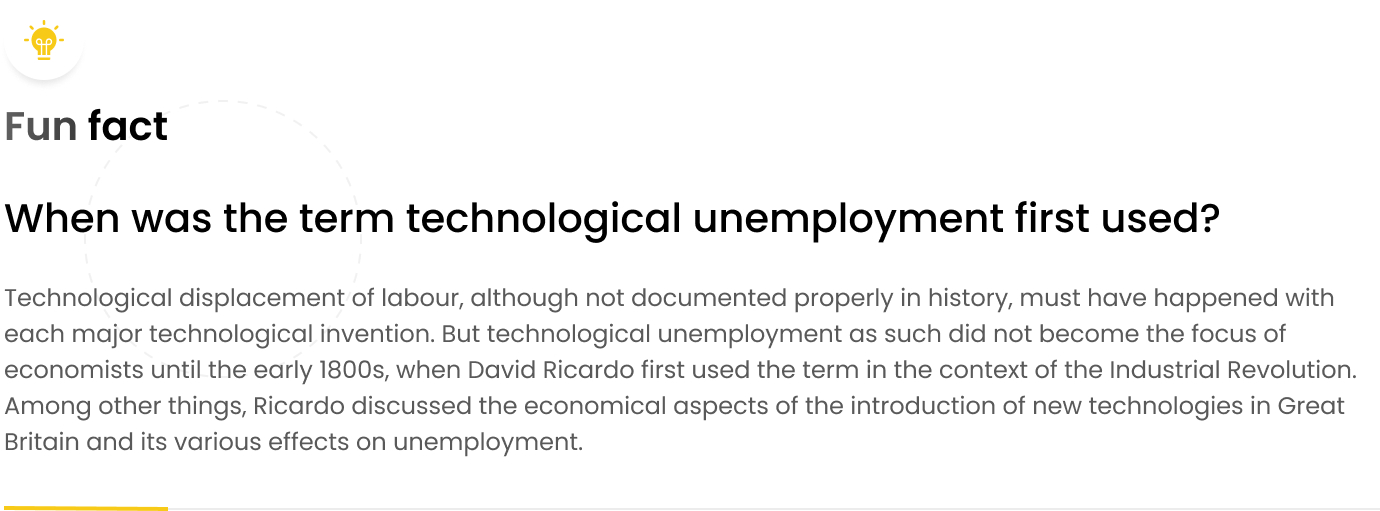 Fun fact
When was the term technological unemployment first used?
Technological displacement of labour, although not documented properly in history, must have happened with
each major technological invention. But technological unemployment as such did not become the focus of
economists until the early 1800s, when David Ricardo first used the term in the context of the Industrial Revolution.
Among other things, Ricardo discussed the economical aspects of the introduction of new technologies in Great
Britain and its various effects on unemployment.